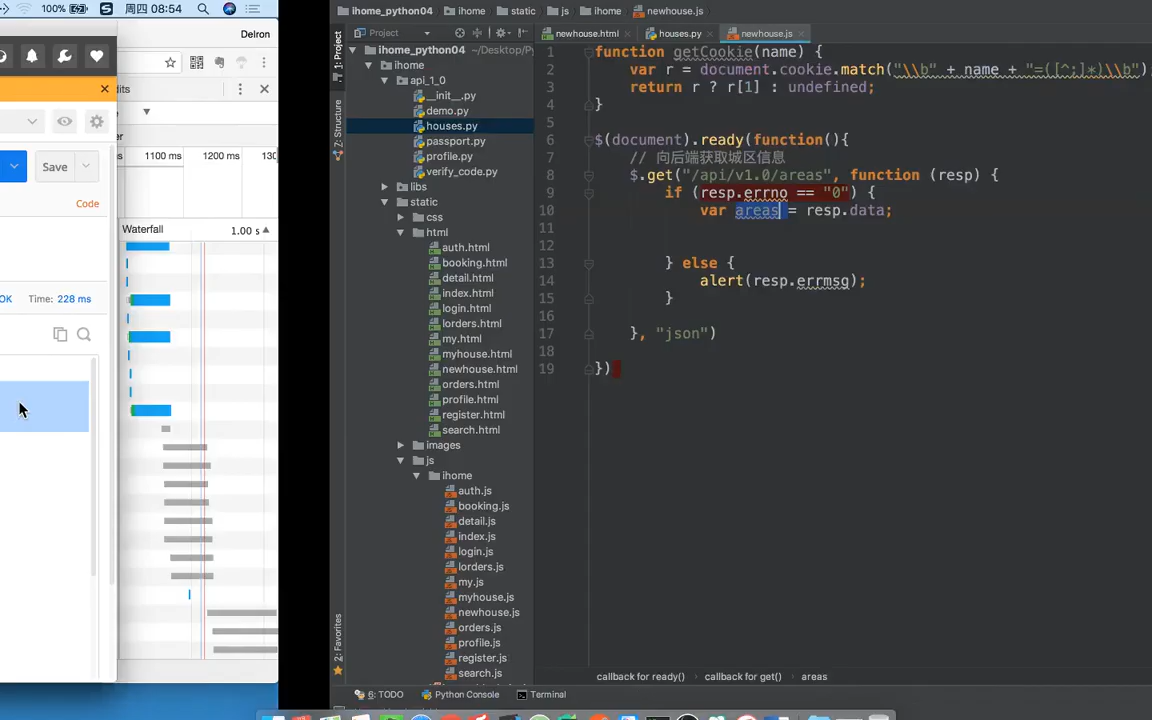 100% 周四 08:54
Delron
dits
er
Save
1100 ms 1200 ms 130
Code
Waterfall 1.00 s
OK Time: 228 ms
ihome_python04 ihome static js ihome newhouse.js
Project
newhouse.html houses.py newhouse.js
1: Project
Z: Structure
2: Favorites
ihome_python04 ~/Desktop/P
ihome
api_1_0
__init__.py
demo.py
houses.py
passport.py
profile.py
verify_code.py
libs
static
css
html
auth.html
booking.html
detail.html
index.html
login.html
lorders.html
my.html
myhouse.html
newhouse.html
orders.html
profile.html
register.html
search.html
images
js
ihome
auth.js
booking.js
detail.js
index.js
login.js
lorders.js
my.js
myhouse.js
newhouse.js
orders.js
profile.js
register.js
search.js
1 function getCookie(name) {
2 var r = document.cookie.match("\\b" + name + "=([^;]*)\\b")
3 return r ? r[1] : undefined;
4 }
5
6 $(document).ready(function(){
7 // 向后端获取城区信息
8 $.get("/api/v1.0/areas", function (resp) {
9 if (resp.errno == "0") {
10 var areas = resp.data;
11
12
13 } else {
14 alert(resp.errmsg);
15 }
16
17 }, "json")
18
19 })
callback for ready() callback for get() areas
6: TODO Python Console Terminal